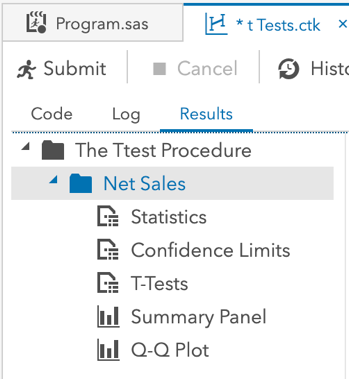 Program.sas
* t Tests.ctk ×
Submit Cancel
Code Log Results
The Ttest Procedure
Net Sales
Statistics
Confidence Limits
T-Tests
Summary Panel
Q-Q Plot